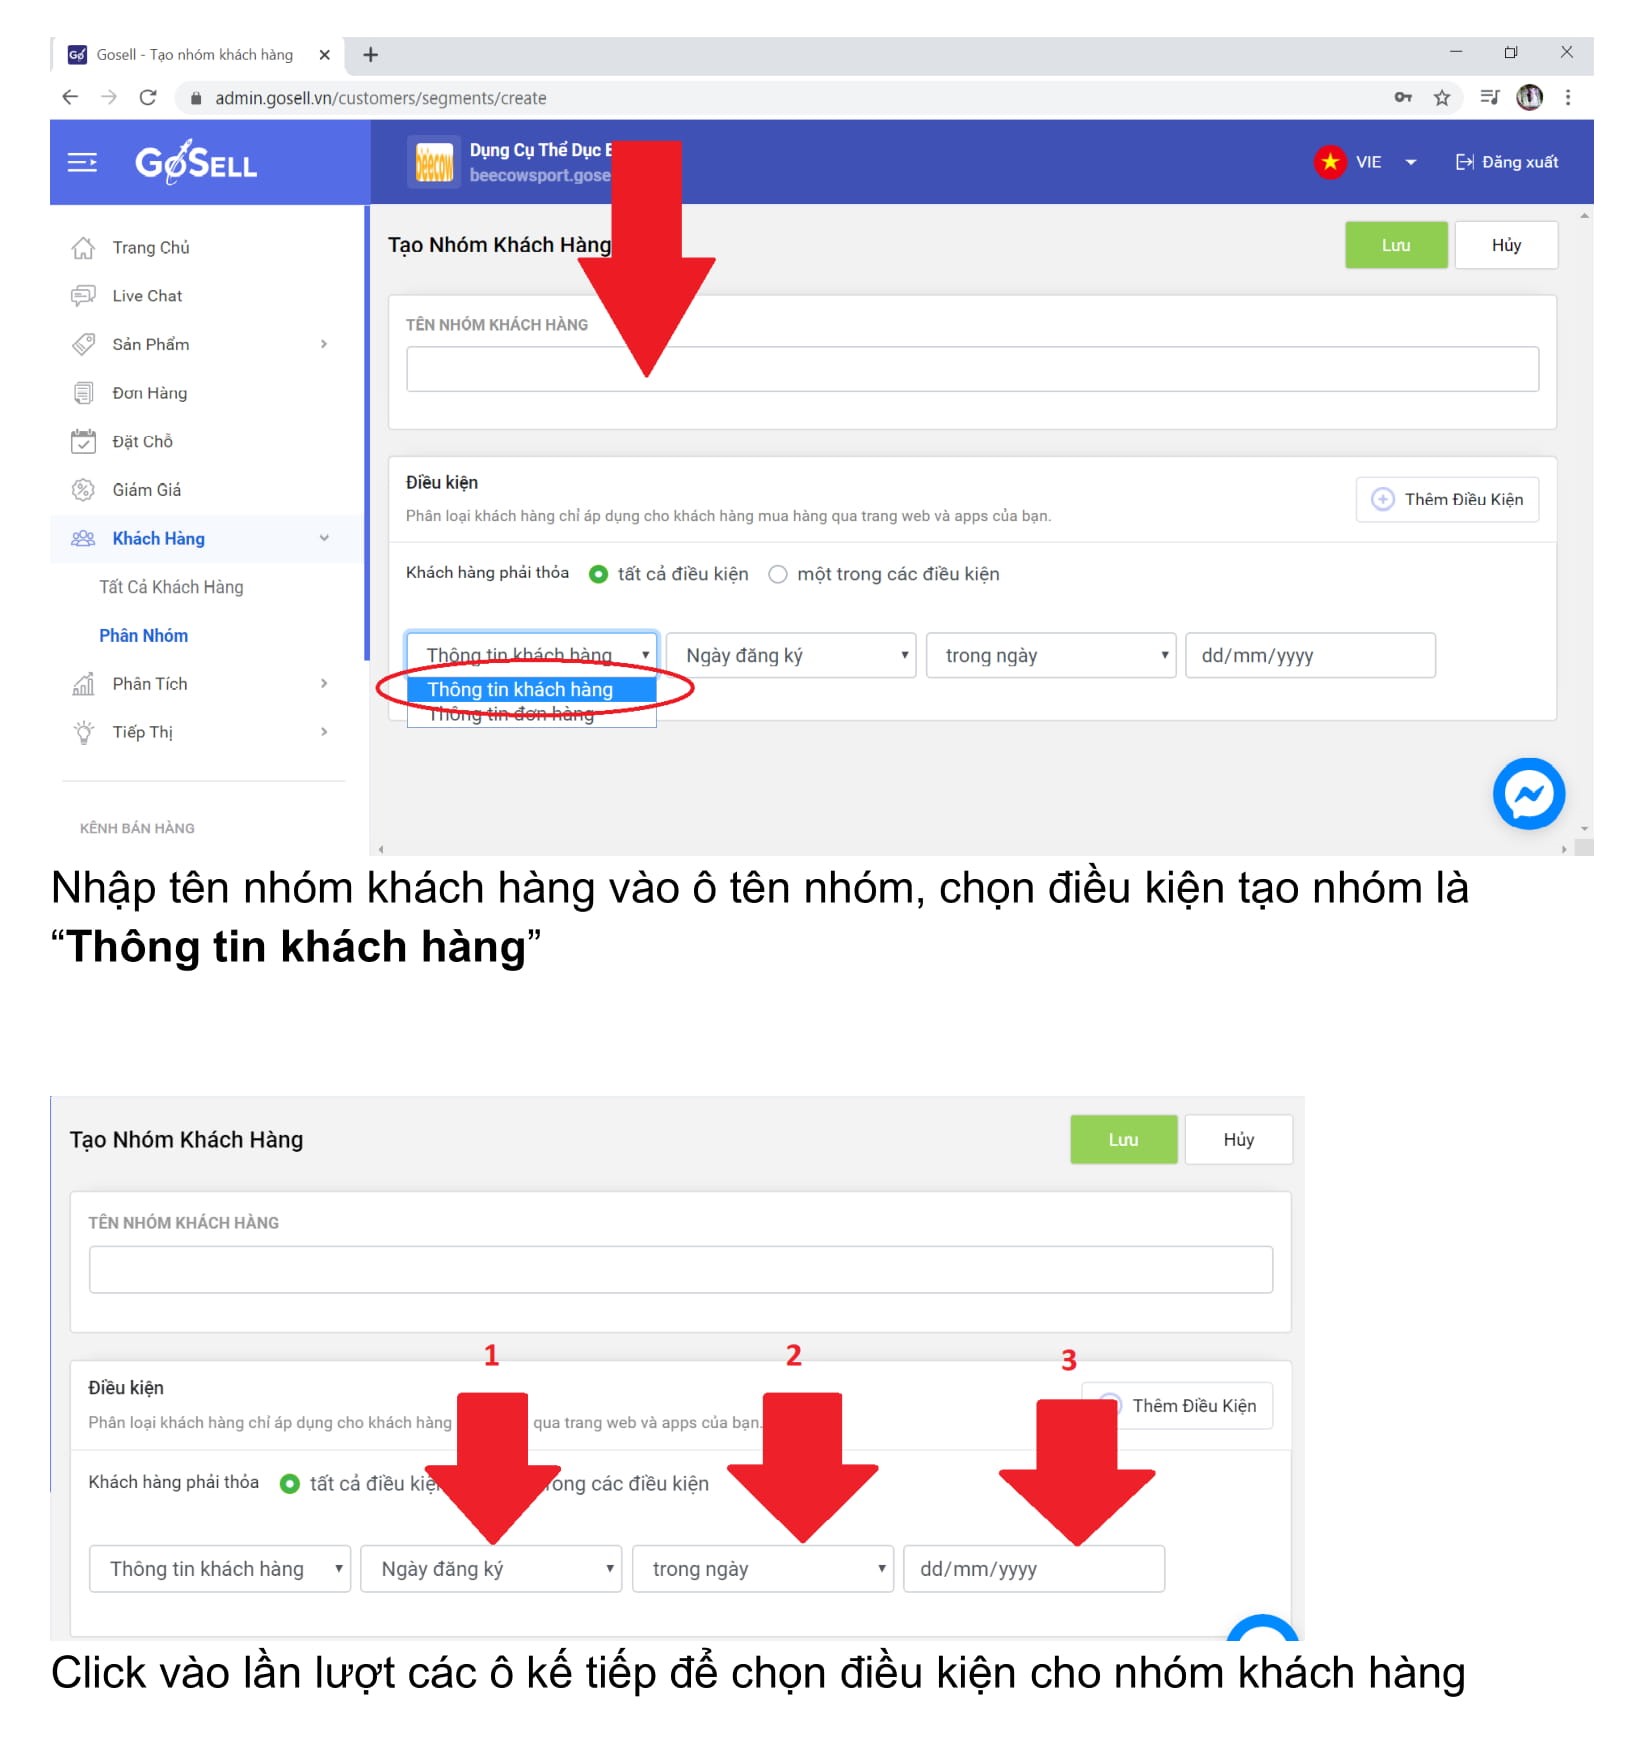 Gosell - Tạo nhóm khách hàng
admin.gosell.vn/customers/segments/create
GoSELL
beecow
Dụng Cụ Thể Dục
beecowsport.gose
VIE
Đăng xuất
Trang Chủ
Live Chat
Sản Phẩm
Đơn Hàng
Đặt Chỗ
Giảm Giá
Khách Hàng
Tất Cả Khách Hàng
Phân Nhóm
Phân Tích
Tiếp Thị
KÊNH BÁN HÀNG
Tạo Nhóm Khách Hàng
Lưu
Hủy
TÊN NHÓM KHÁCH HÀNG
Điều kiện
Phân loại khách hàng chỉ áp dụng cho khách hàng mua hàng qua trang web và apps của bạn.
Thêm Điều Kiện
Khách hàng phải thỏa tất cả điều kiện một trong các điều kiện
Thông tin khách hàng Ngày đăng ký trong ngày dd/mm/yyyy
Thông tin khách hàng
Thông tin đơn hàng
Nhập tên nhóm khách hàng vào ô tên nhóm, chọn điều kiện tạo nhóm là
“Thông tin khách hàng”
Tạo Nhóm Khách Hàng
Lưu
Hủy
TÊN NHÓM KHÁCH HÀNG
1 2 3
Điều kiện
Phân loại khách hàng chỉ áp dụng cho khách hàng qua trang web và apps của bạn.
Thêm Điều Kiện
Khách hàng phải thỏa tất cả điều kiệ ong các điều kiện
Thông tin khách hàng Ngày đăng ký trong ngày dd/mm/yyyy
Click vào lần lượt các ô kế tiếp để chọn điều kiện cho nhóm khách hàng